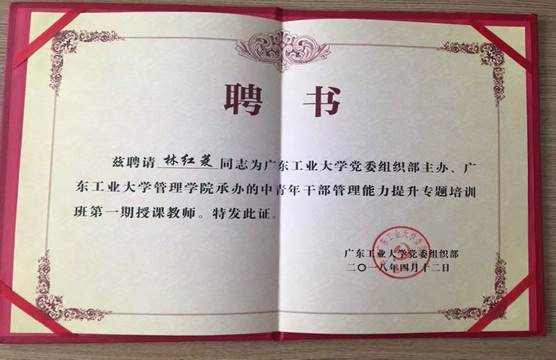 聘书
兹聘请 林红菱 同志为广东工业大学党委组织部主办、广
东工业大学管理学院承办的中青年干部管理能力提升专题培训
班第一期授课教师。特发此证。
广东工业大学党委组织部
二〇一八年四月十二日